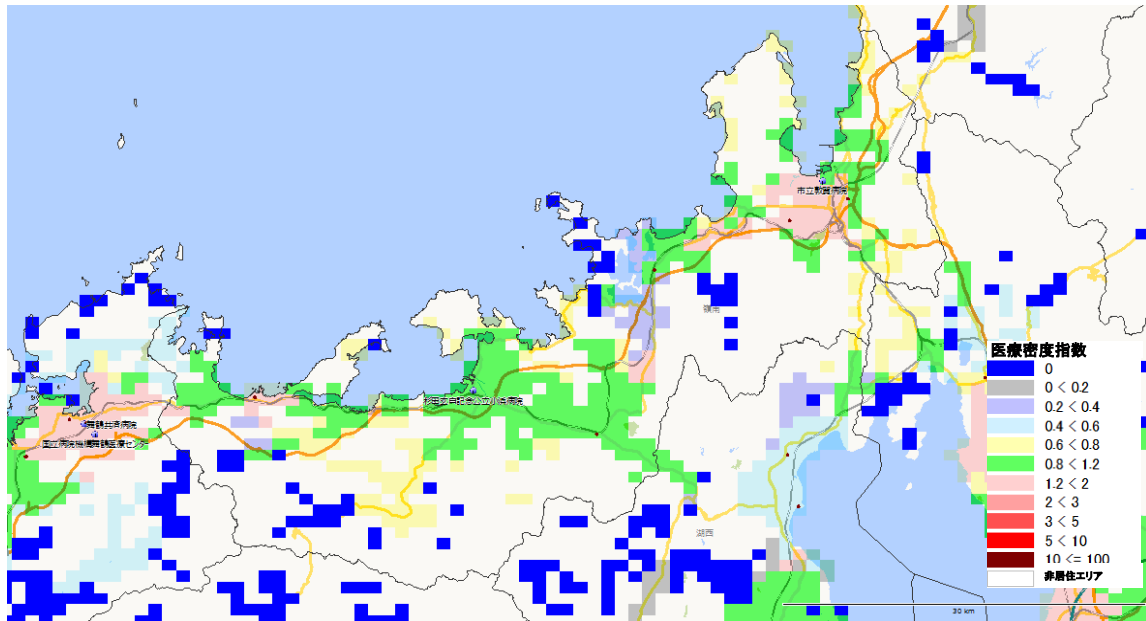 市立敦賀病院
嶺南
杉田玄白記念公立小浜病院
舞鶴共済病院
国立病院機構舞鶴医療センター
湖西
医療密度指数
0
0 < 0.2
0.2 < 0.4
0.4 < 0.6
0.6 < 0.8
0.8 < 1.2
1.2 < 2
2 < 3
3 < 5
5 < 10
10 <= 100
非居住エリア
30 km